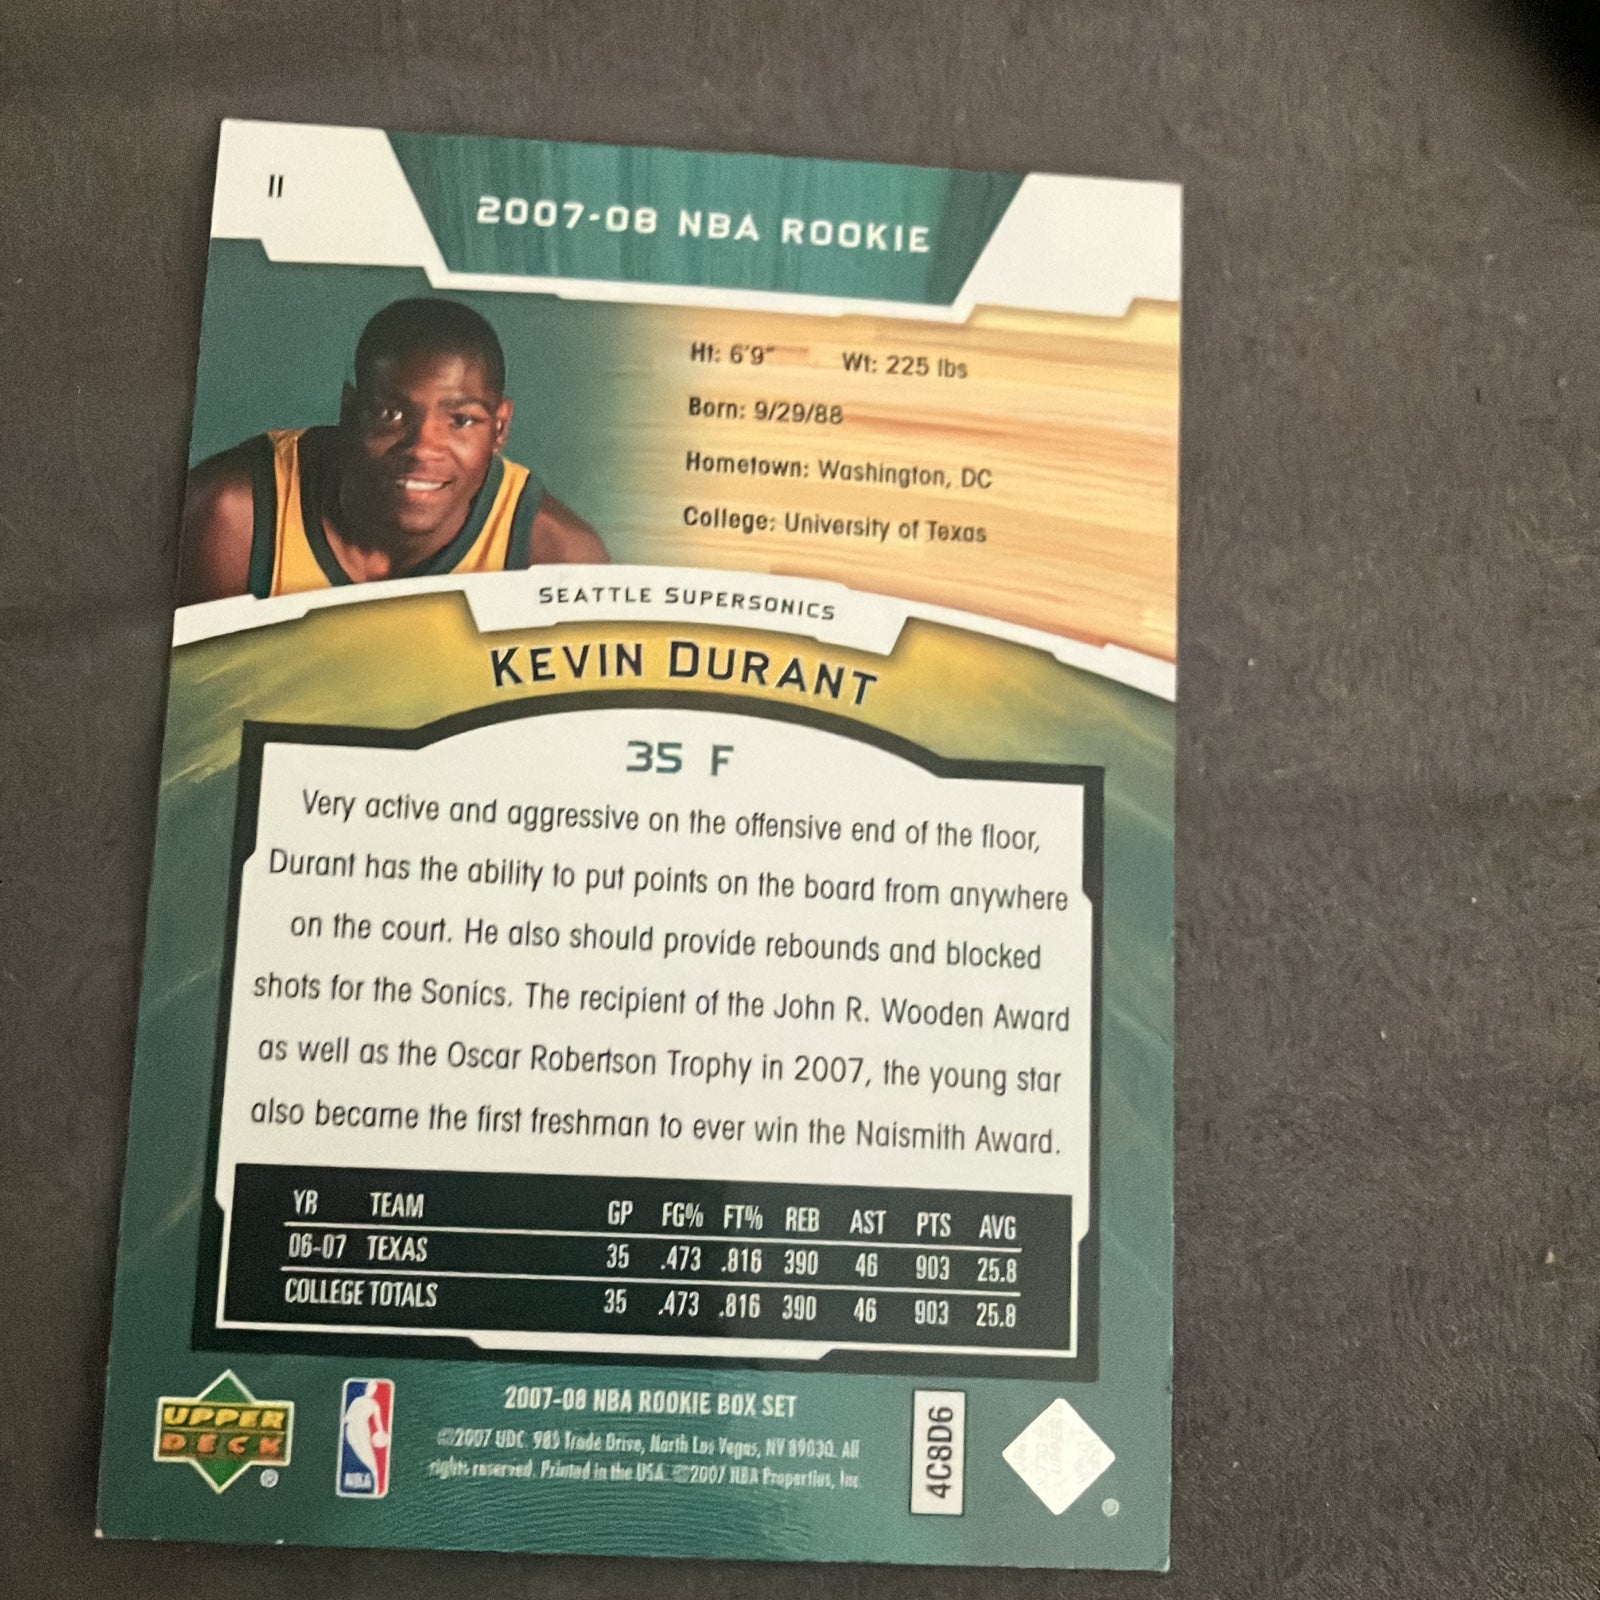 11
2007-08 NBA ROOKIE
Ht: 6'9" Wt: 225 lbs
Born: 9/29/88
Hometown: Washington, DC
College: University of Texas
SEATTLE SUPERSONICS
KEVIN DURANT
35 F
Very active and aggressive on the offensive end of the floor,
Durant has the ability to put points on the board from anywhere
on the court. He also should provide rebounds and blocked
shots for the Sonics. The recipient of the John R. Wooden Award
as well as the Oscar Robertson Trophy in 2007, the young star
also became the first freshman to ever win the Naismith Award.
YR TEAM GP FG% FT% REB AST PTS AVG
06-07 TEXAS 35 .473 .816 390 46 903 25.8
COLLEGE TOTALS 35 .473 .816 390 46 903 25.8
UPPER
DECK
®
NBA
2007-08 NBA ROOKIE BOX SET
©2007 UDC. 985 Trade Drive, North Las Vegas, NV 89030. All
rights reserved. Printed in the USA. ©2007 NBA Properties, Inc.
4C8D6